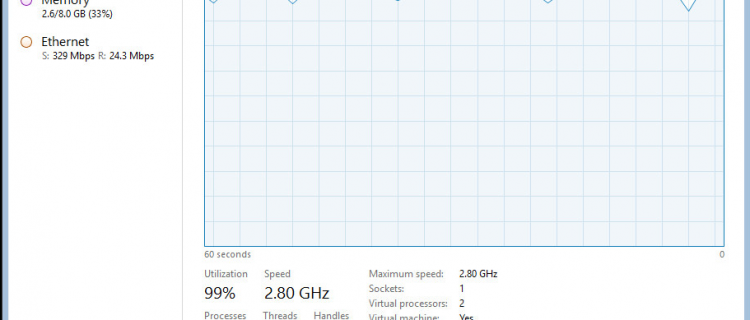 Memory
2.6/8.0 GB (33%)
Ethernet
S: 329 Mbps R: 24.3 Mbps
60 seconds 0
Utilization Speed Maximum speed: 2.80 GHz
99% 2.80 GHz Sockets: 1
Virtual processors: 2
Processes Threads Handles Virtual machine: Yes